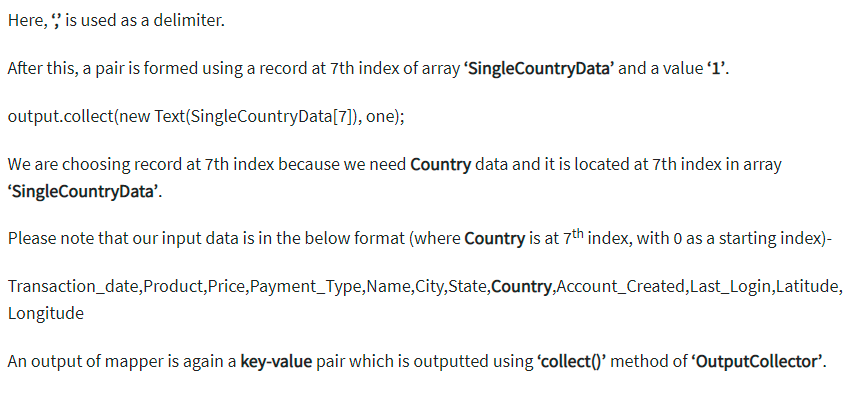 Here, ‘,’ is used as a delimiter.
After this, a pair is formed using a record at 7th index of array ‘SingleCountryData’ and a value ‘1’.
output.collect(new Text(SingleCountryData[7]), one);
We are choosing record at 7th index because we need Country data and it is located at 7th index in array
‘SingleCountryData’.
Please note that our input data is in the below format (where Country is at 7th index, with 0 as a starting index)-
Transaction_date,Product,Price,Payment_Type,Name,City,State,Country,Account_Created,Last_Login,Latitude,
Longitude
An output of mapper is again a key-value pair which is outputted using ‘collect()’ method of ‘OutputCollector’.